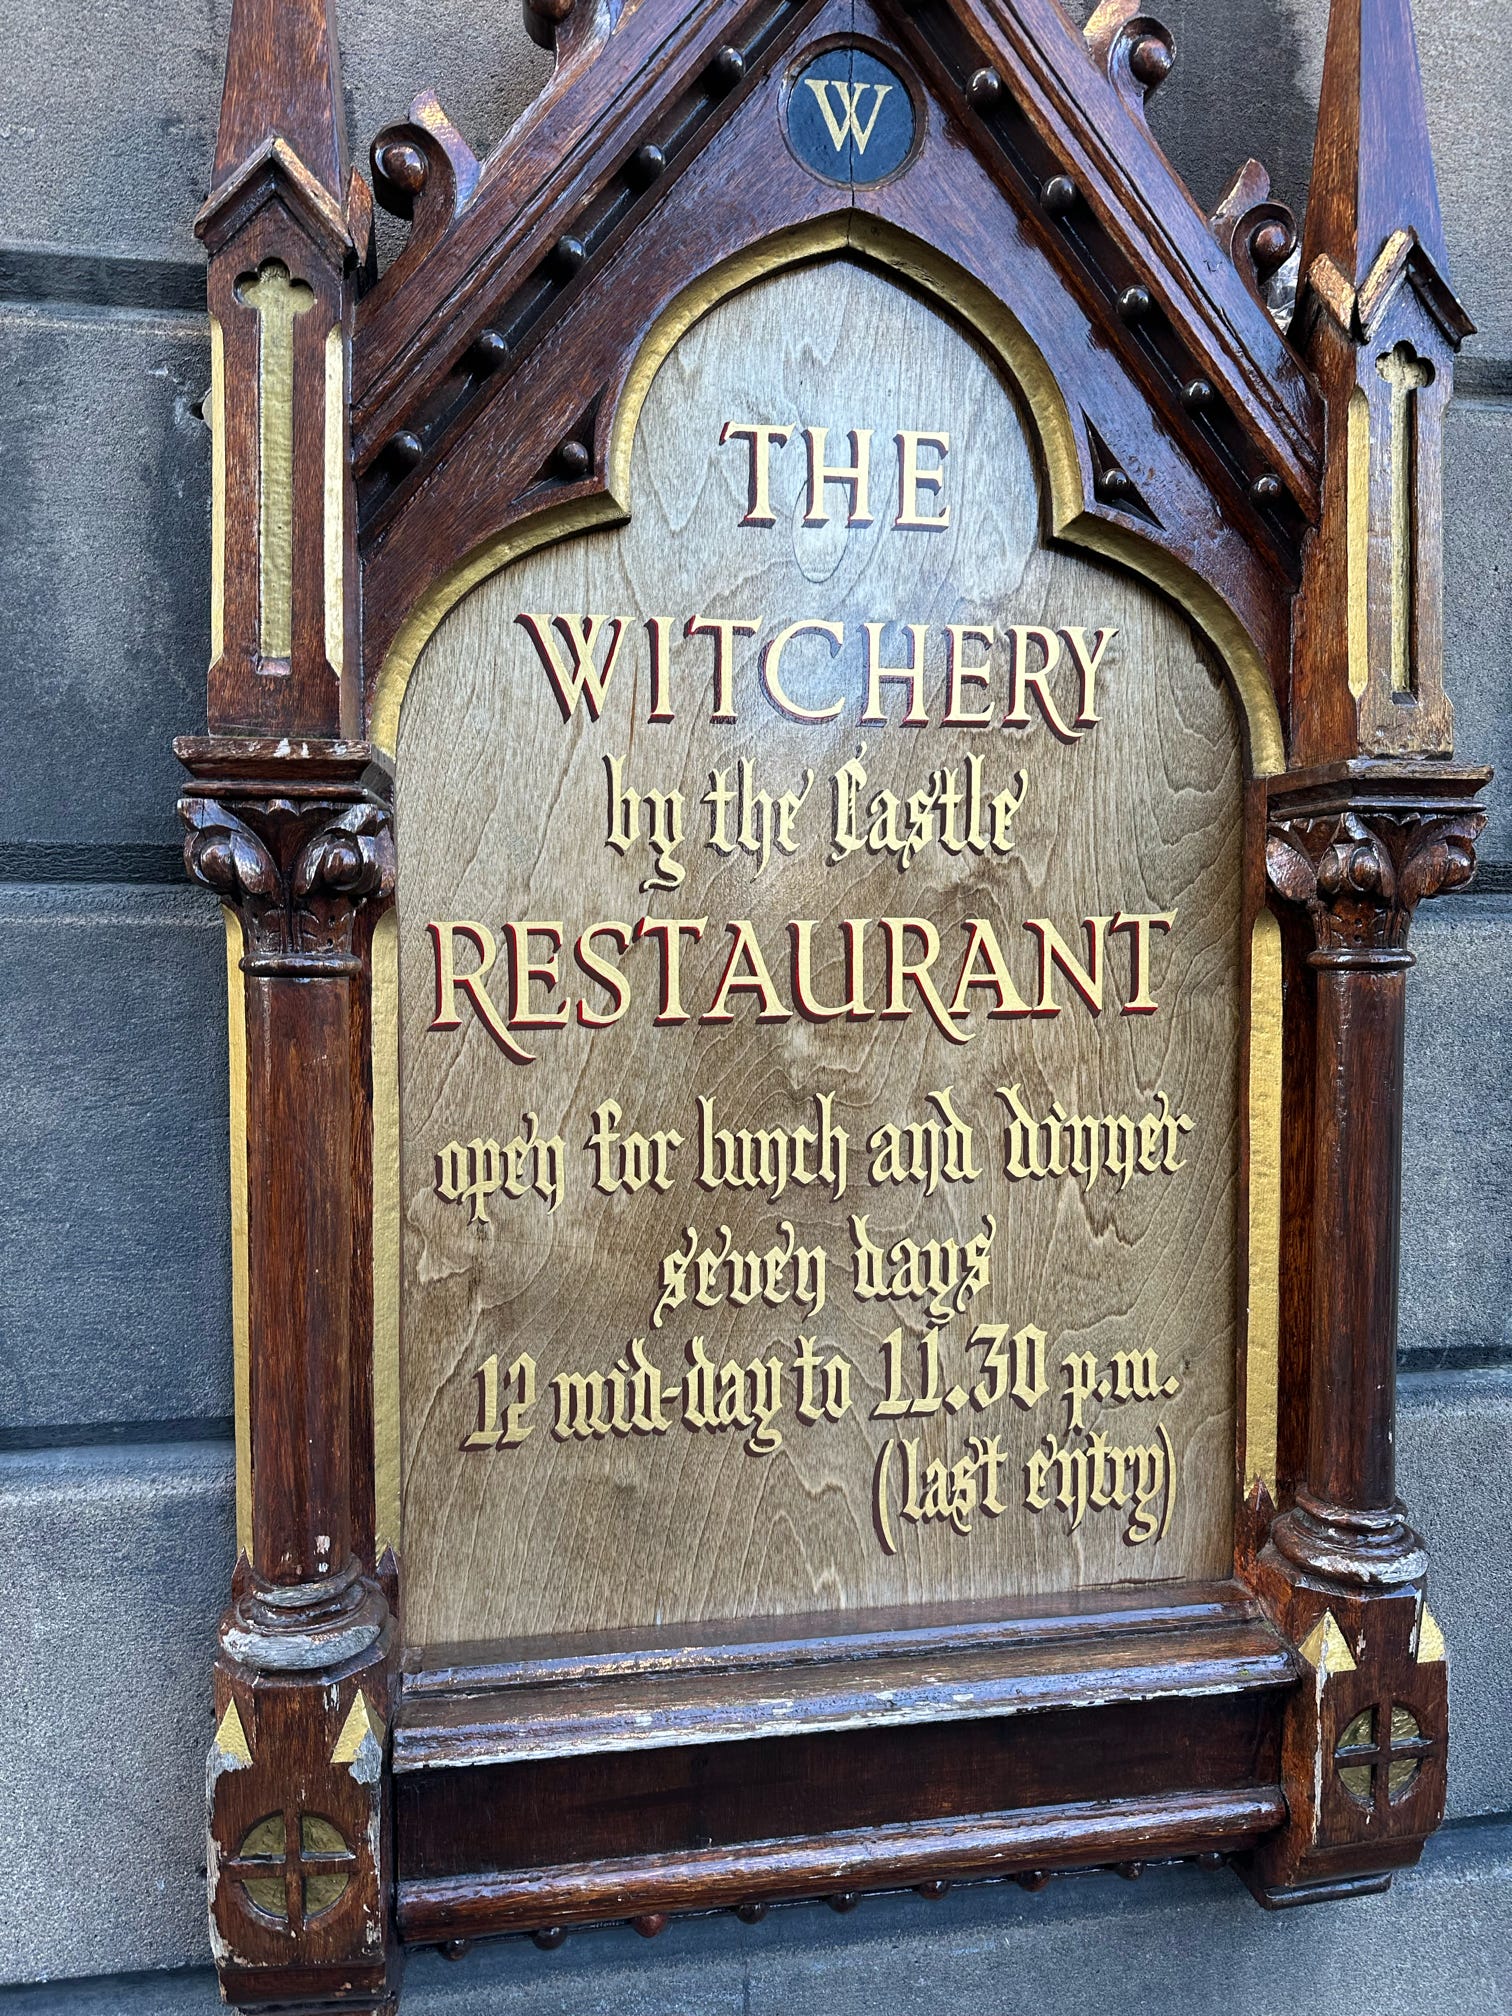 W
THE
WITCHERY
by the Castle
RESTAURANT
open for lunch and dinner
seven days
12 mid-day to 11.30 p.m.
(last entry)